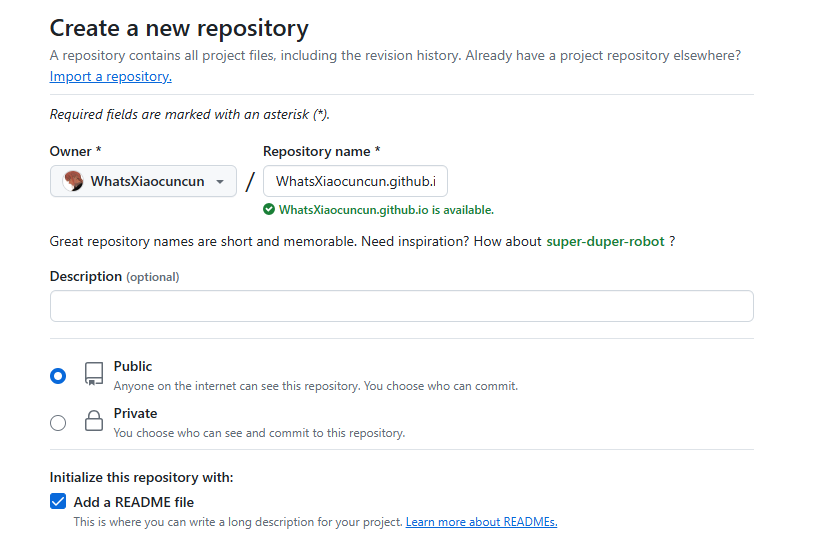 Create a new repository
A repository contains all project files, including the revision history. Already have a project repository elsewhere?
Import a repository.
Required fields are marked with an asterisk (*).
Owner * Repository name *
WhatsXiaocuncun / WhatsXiaocuncun.github.i
WhatsXiaocuncun.github.io is available.
Great repository names are short and memorable. Need inspiration? How about super-duper-robot ?
Description (optional)
Public
Anyone on the internet can see this repository. You choose who can commit.
Private
You choose who can see and commit to this repository.
Initialize this repository with:
Add a README file
This is where you can write a long description for your project. Learn more about READMEs.